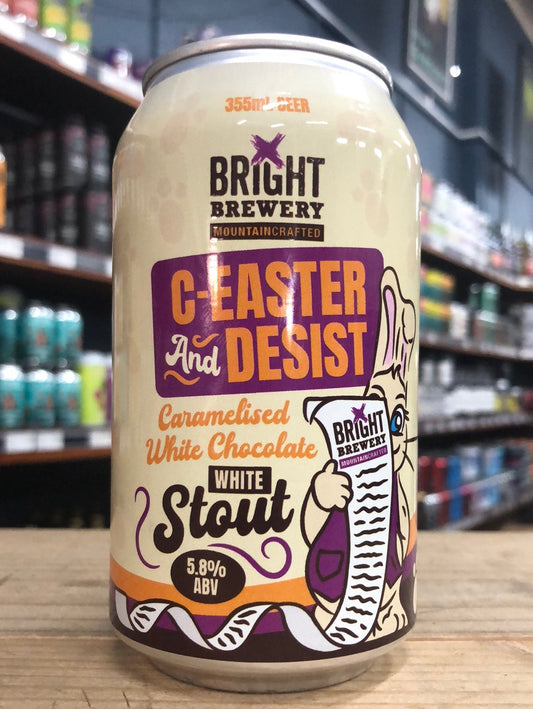 355mL BEER
BRIGHT
BREWERY
MOUNTAINCRAFTED
C-EASTER
And DESIST
Caramelised
White Chocolate
WHITE
Stout
5.8%
ABV
BRIGHT
BREWERY
MOUNTAINCRAFTED